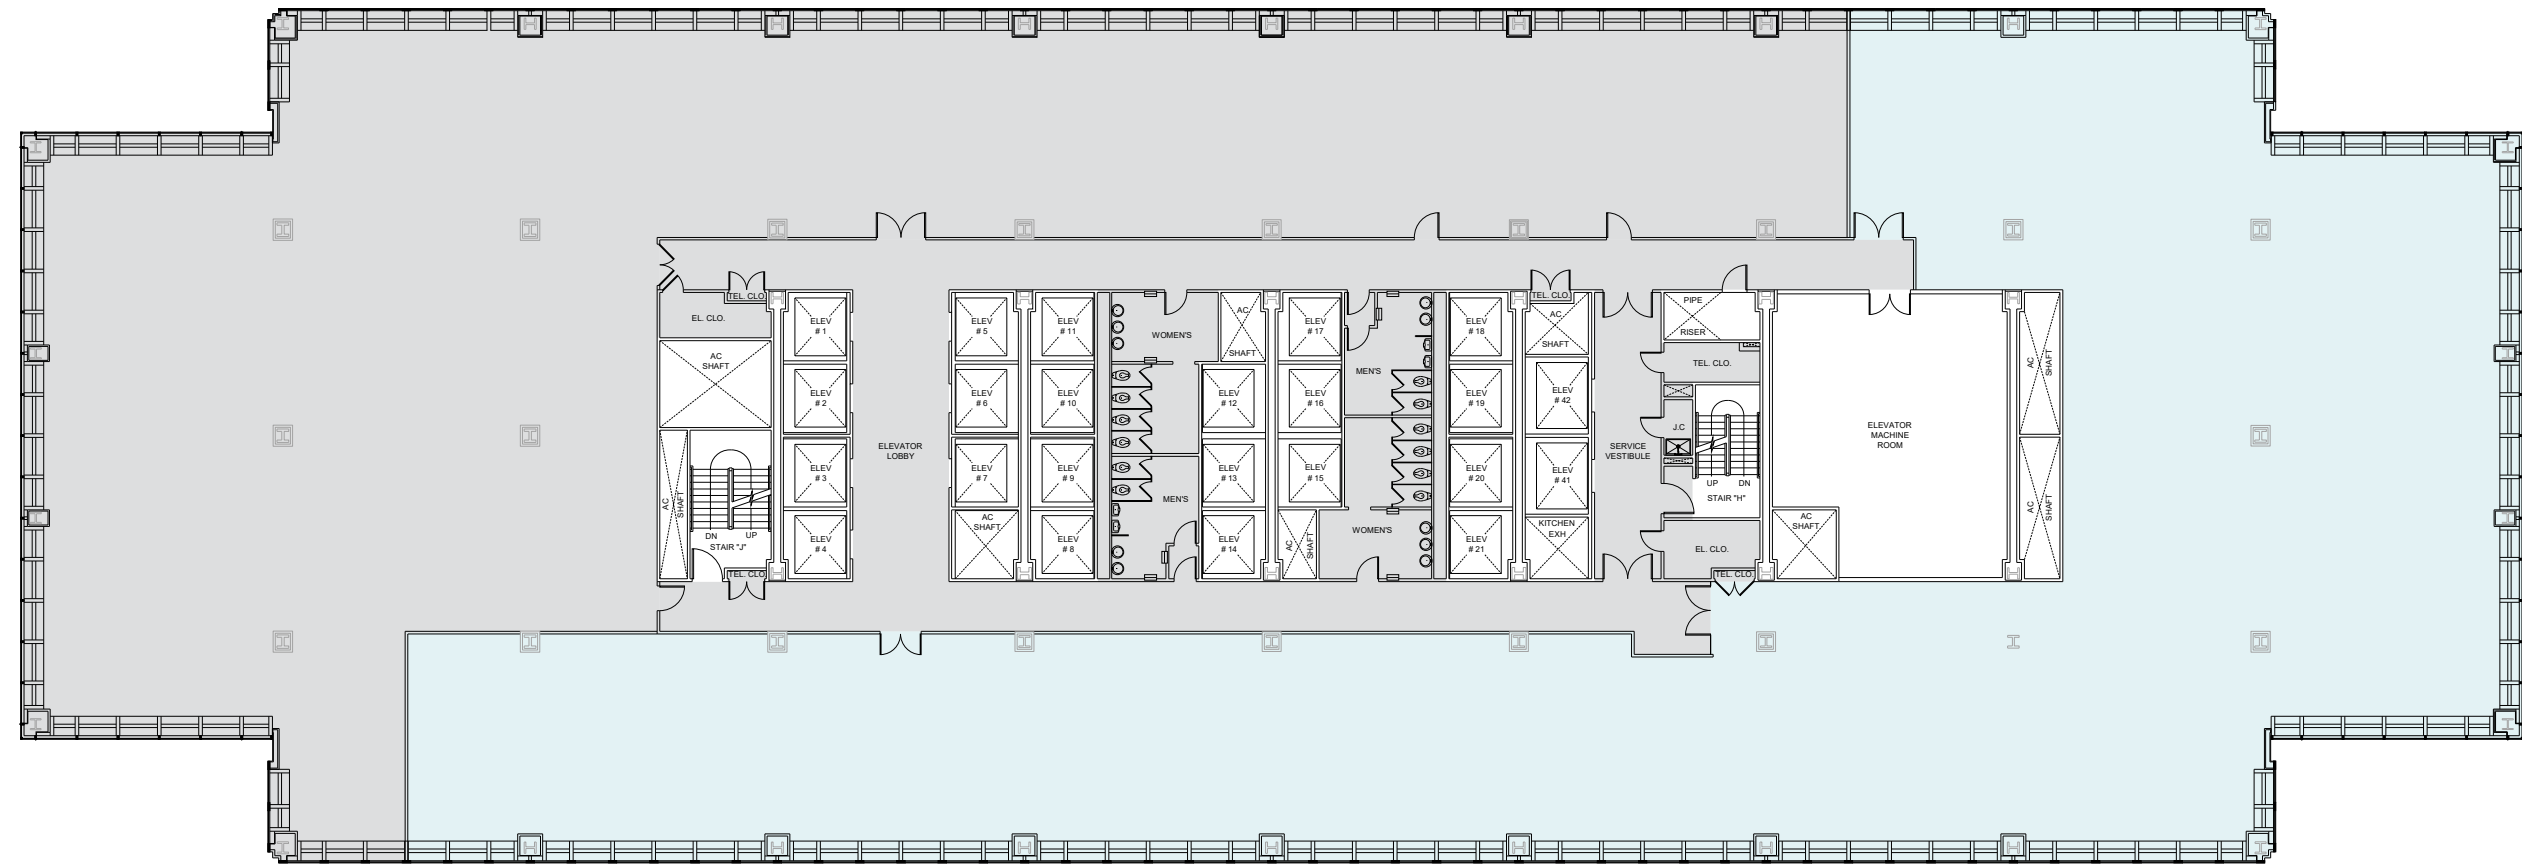 TEL. CLO.
EL. CLO.
AC
SHAFT
AC
SHAFT
DN
UP
STAIR "J"
TEL. CLO.
ELEV
# 1
ELEV
# 2
ELEV
# 3
ELEV
# 4
ELEVATOR
LOBBY
ELEV
# 5
ELEV
# 6
ELEV
# 7
AC
SHAFT
ELEV
# 11
ELEV
# 10
ELEV
# 9
ELEV
# 8
WOMEN'S
MEN'S
AC
SHAFT
ELEV
# 12
ELEV
# 13
ELEV
# 14
ELEV
# 17
ELEV
# 16
ELEV
# 15
AC
SHAFT
MEN'S
WOMEN'S
ELEV
# 18
ELEV
# 19
ELEV
# 20
ELEV
# 21
TEL. CLO.
AC
SHAFT
ELEV
# 42
ELEV
# 41
KITCHEN
EXH
SERVICE
VESTIBULE
PIPE
RISER
TEL. CLO.
J.C
UP
DN
STAIR "H"
EL. CLO.
TEL. CLO.
ELEVATOR
MACHINE
ROOM
AC
SHAFT
AC
SHAFT
AC
SHAFT